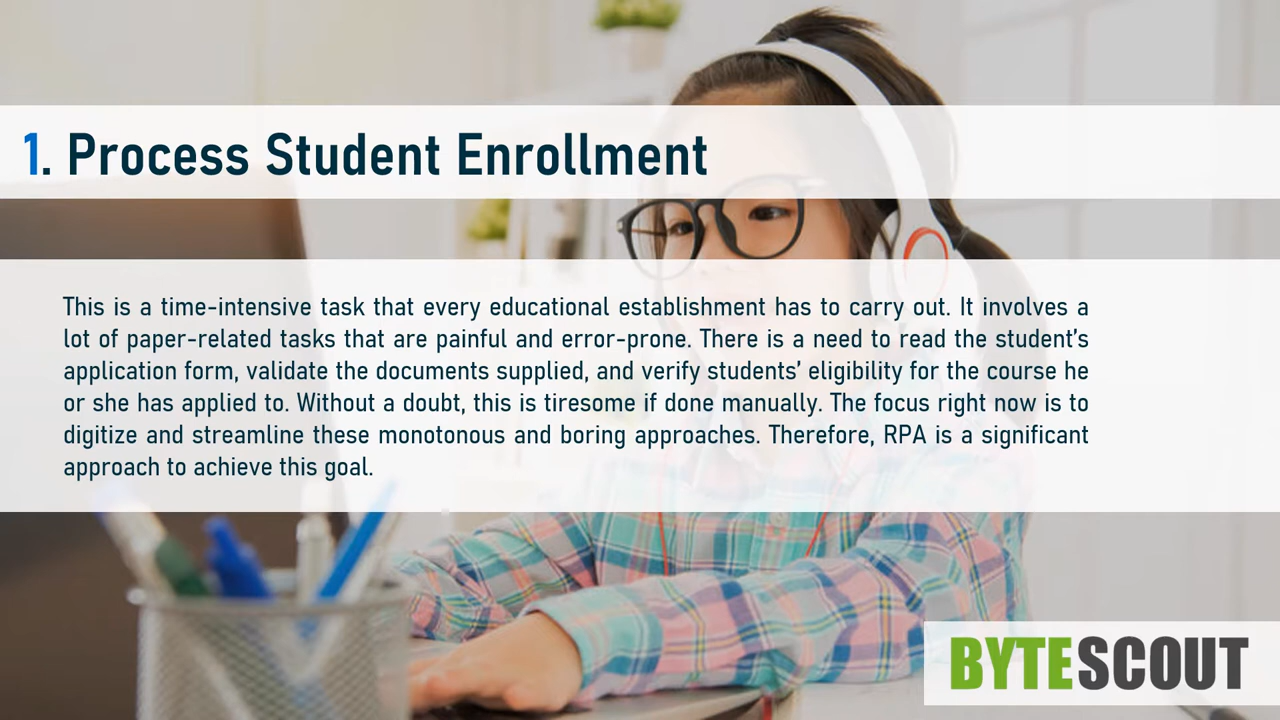 1. Process Student Enrollment
This is a time-intensive task that every educational establishment has to carry out. It involves a
lot of paper-related tasks that are painful and error-prone. There is a need to read the student's
application form, validate the documents supplied, and verify students' eligibility for the course he
or she has applied to. Without a doubt, this is tiresome if done manually. The focus right now is to
digitize and streamline these monotonous and boring approaches. Therefore, RPA is a significant
approach to achieve this goal.
BYTESCOUT